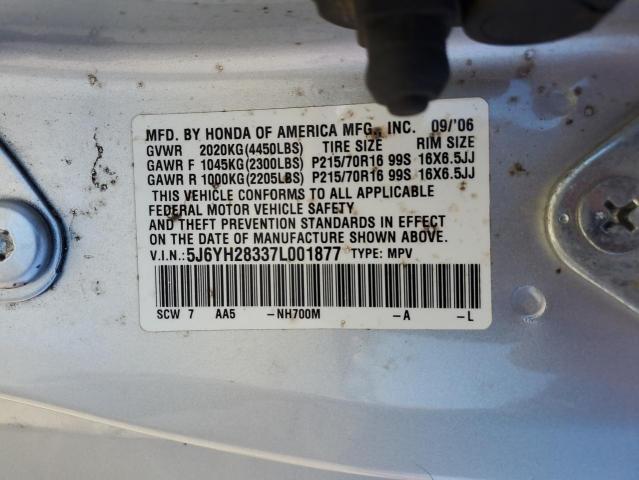 MFD. BY HONDA OF AMERICA MFG., INC. 09/'06
GVWR 2020KG(4450LBS) TIRE SIZE RIM SIZE
GAWR F 1045KG(2300LBS) P215/70R16 99S 16X6.5JJ
GAWR R 1000KG(2205LBS) P215/70R16 99S 16X6.5JJ
THIS VEHICLE CONFORMS TO ALL APPLICABLE
FEDERAL MOTOR VEHICLE SAFETY
AND THEFT PREVENTION STANDARDS IN EFFECT
ON THE DATE OF MANUFACTURE SHOWN ABOVE.
V.I.N.:5J6YH28337L001877 TYPE: MPV
SCW 7 AA5 -NH700M -A -L